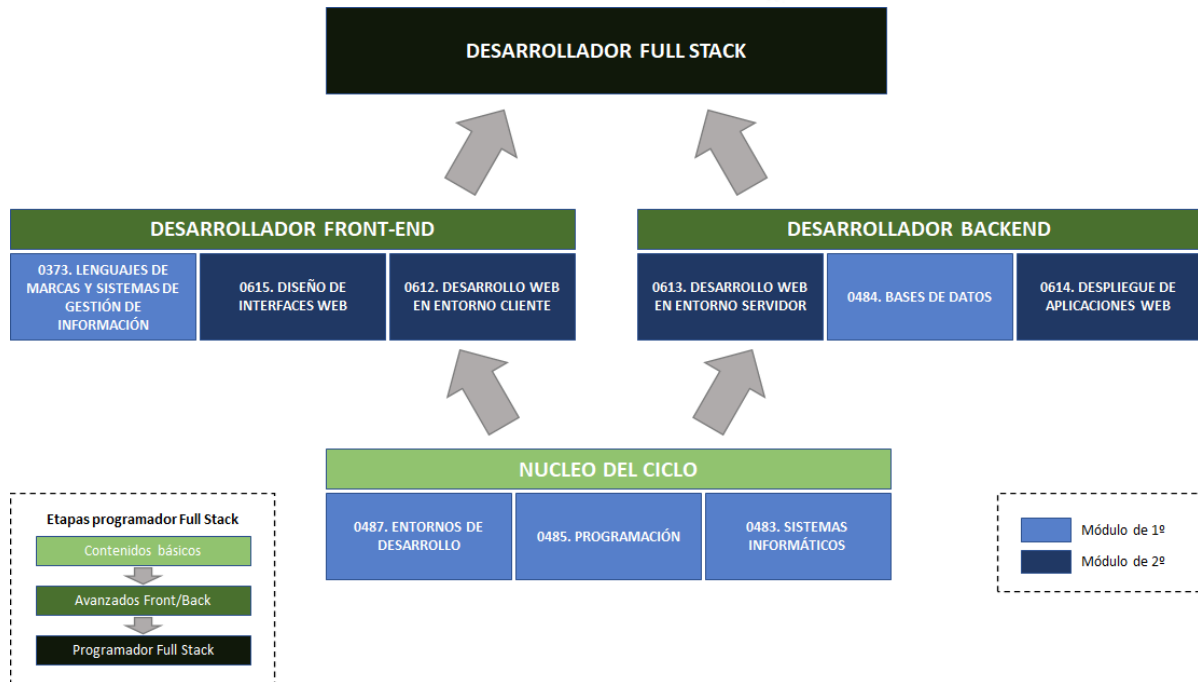 DESARROLLADOR FULL STACK
DESARROLLADOR FRONT-END
0373. LENGUAJES DE
MARCAS Y SISTEMAS DE
GESTIÓN DE
INFORMACIÓN
0615. DISEÑO DE
INTERFACES WEB
0612. DESARROLLO WEB
EN ENTORNO CLIENTE
DESARROLLADOR BACKEND
0613. DESARROLLO WEB
EN ENTORNO SERVIDOR
0484. BASES DE DATOS
0614. DESPLIEGUE DE
APLICACIONES WEB
NUCLEO DEL CICLO
0487. ENTORNOS DE
DESARROLLO
0485. PROGRAMACIÓN
0483. SISTEMAS
INFORMÁTICOS
Etapas programador Full Stack
Contenidos básicos
Avanzados Front/Back
Programador Full Stack
Módulo de 1º
Módulo de 2º